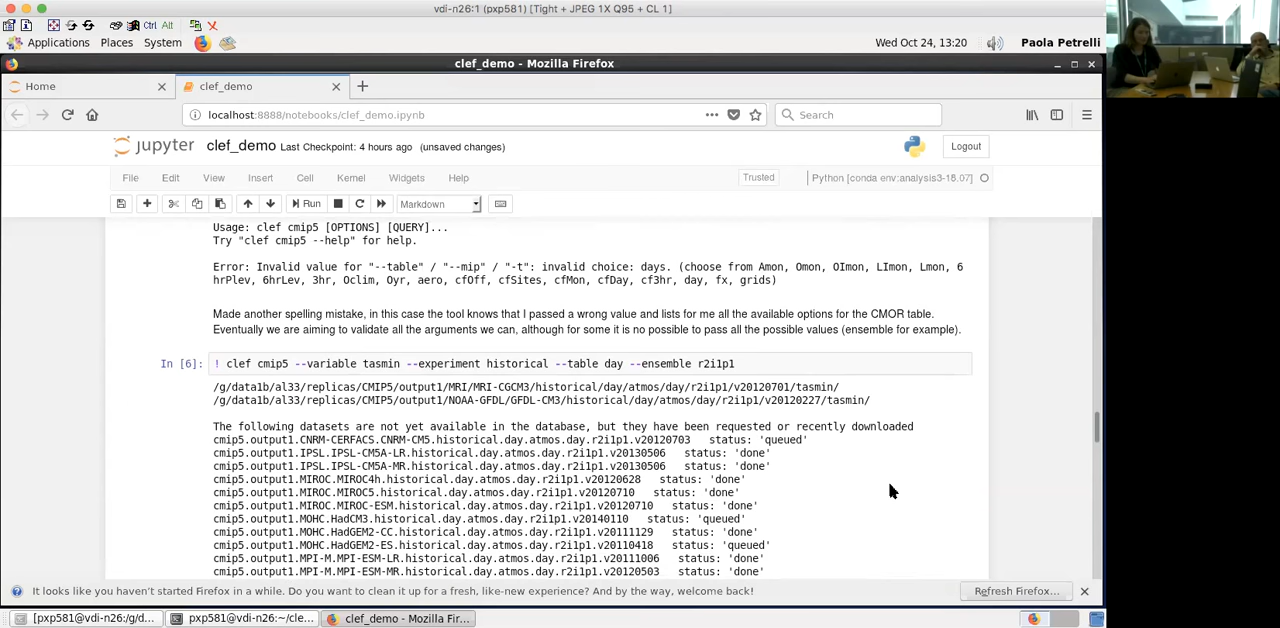 vdi-n26:1 (pxp581) [Tight + JPEG 1X Q95 + CL 1]
Ctrl Alt
Applications Places System Wed Oct 24, 13:20 Paola Petrelli
clef_demo - Mozilla Firefox
Home clef_demo
localhost:8888/notebooks/clef_demo.ipynb Search
jupyter clef_demo Last Checkpoint: 4 hours ago (unsaved changes) Logout
File Edit View Insert Cell Kernel Widgets Help Trusted Python [conda env:analysis3-18.07]
Run Markdown
Usage: clef cmip5 [OPTIONS] [QUERY]...
Try "clef cmip5 --help" for help.
Error: Invalid value for "--table" / "--mip" / "-t": invalid choice: days. (choose from Amon, Omon, OImon, LImon, Lmon, 6
hrPlev, 6hrLev, 3hr, Oclim, Oyr, aero, cfOff, cfSites, cfMon, cfDay, cf3hr, day, fx, grids)
Made another spelling mistake, in this case the tool knows that I passed a wrong value and lists for me all the available options for the CMOR table.
Eventually we are aiming to validate all the arguments we can, although for some it is no possible to pass all the possible values (ensemble for example).
In [6]: ! clef cmip5 --variable tasmin --experiment historical --table day --ensemble r2i1p1
/g/data1b/al33/replicas/CMIP5/output1/MRI/MRI-CGCM3/historical/day/atmos/day/r2i1p1/v20120701/tasmin/
/g/data1b/al33/replicas/CMIP5/output1/NOAA-GFDL/GFDL-CM3/historical/day/atmos/day/r2i1p1/v20120227/tasmin/
The following datasets are not yet available in the database, but they have been requested or recently downloaded
cmip5.output1.CNRM-CERFACS.CNRM-CM5.historical.day.atmos.day.r2i1p1.v20120703 status: 'queued'
cmip5.output1.IPSL.IPSL-CM5A-LR.historical.day.atmos.day.r2i1p1.v20130506 status: 'done'
cmip5.output1.IPSL.IPSL-CM5A-MR.historical.day.atmos.day.r2i1p1.v20130506 status: 'done'
cmip5.output1.MIROC.MIROC4h.historical.day.atmos.day.r2i1p1.v20120628 status: 'done'
cmip5.output1.MIROC.MIROC5.historical.day.atmos.day.r2i1p1.v20120710 status: 'done'
cmip5.output1.MIROC.MIROC-ESM.historical.day.atmos.day.r2i1p1.v20120710 status: 'done'
cmip5.output1.MOHC.HadCM3.historical.day.atmos.day.r2i1p1.v20140110 status: 'queued'
cmip5.output1.MOHC.HadGEM2-CC.historical.day.atmos.day.r2i1p1.v20111129 status: 'done'
cmip5.output1.MOHC.HadGEM2-ES.historical.day.atmos.day.r2i1p1.v20110418 status: 'queued'
cmip5.output1.MPI-M.MPI-ESM-LR.historical.day.atmos.day.r2i1p1.v20111006 status: 'done'
cmip5.output1.MPI-M.MPI-ESM-MR.historical.day.atmos.day.r2i1p1.v20120503 status: 'done'
It looks like you haven't started Firefox in a while. Do you want to clean it up for a fresh, like-new experience? And by the way, welcome back! Refresh Firefox...
[pxp581@vdi-n26:/g/d... pxp581@vdi-n26:~/cle... clef_demo - Mozilla Fir...